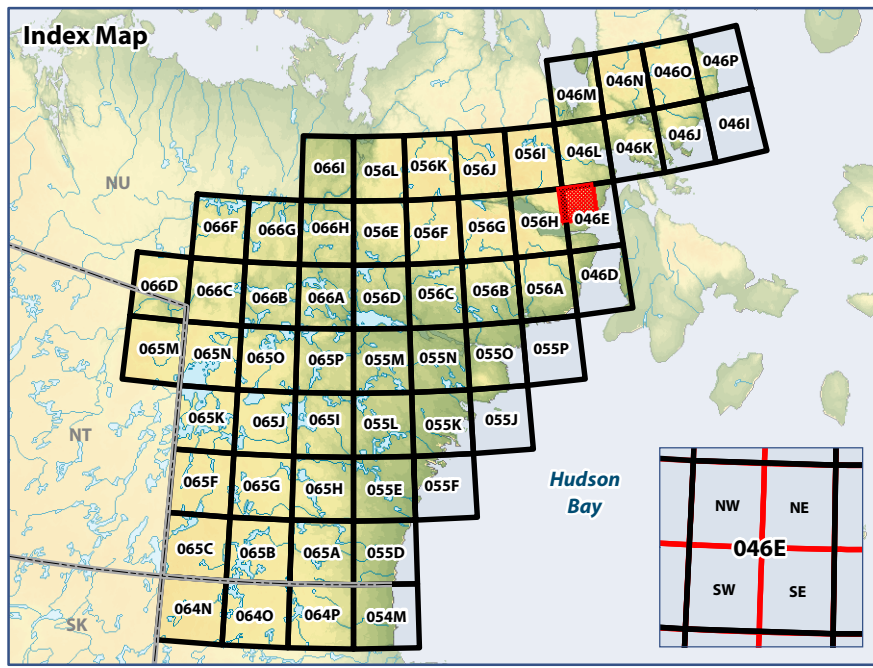 Index Map
046M 046N 046O 046P
066I 056L 056K 056J 056I 046L 046K 046J 046I
NU
066F 066G 066H 056E 056F 056G 056H 046E
066D 066C 066B 066A 056D 056C 056B 056A 046D
065M 065N 065O 065P 055M 055N 055O 055P
065K 065J 065I 055L 055K 055J
NT
065F 065G 065H 055E 055F
Hudson
Bay
065C 065B 065A 055D
064N 064O 064P 054M
SK
NW NE
046E
SW SE